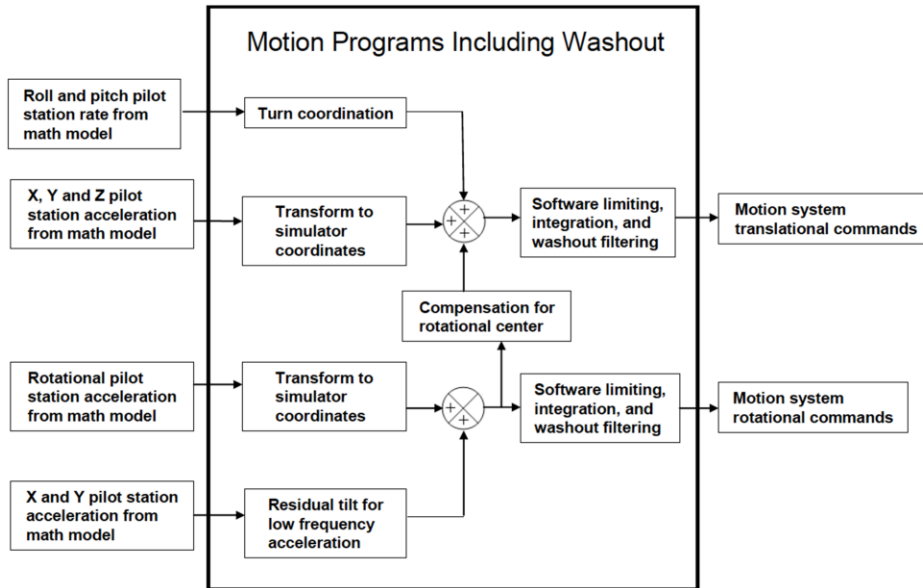 Motion Programs Including Washout
Roll and pitch pilot
station rate from
math model
Turn coordination
X, Y and Z pilot
station acceleration
from math model
Transform to
simulator
coordinates
+
+
+
Software limiting,
integration, and
washout filtering
Motion system
translational commands
Compensation for
rotational center
Rotational pilot
station acceleration
from math model
Transform to
simulator
coordinates
+
+
Software limiting,
integration, and
washout filtering
Motion system
rotational commands
X and Y pilot station
acceleration from
math model
Residual tilt for
low frequency
acceleration